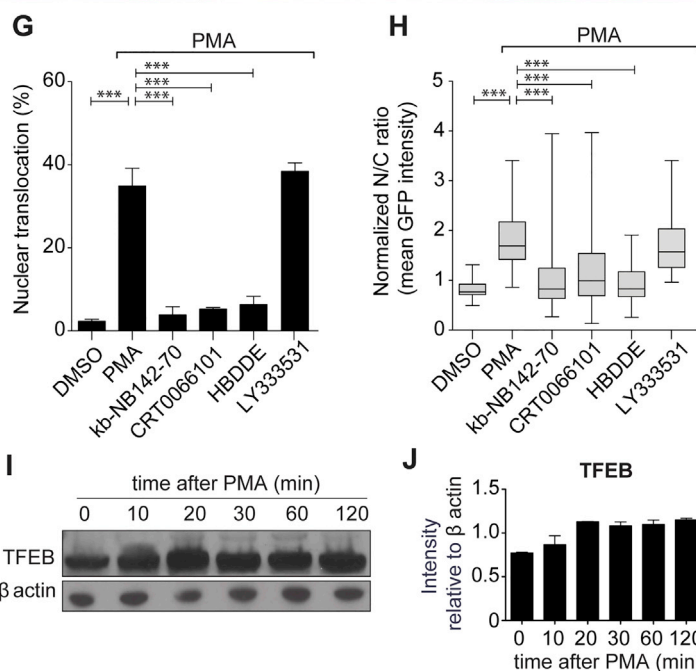 G
PMA
***
***
***
***
Nuclear translocation (%)
60
40
20
0
DMSO
PMA
kb-NB142-70
CRT0066101
HBDDE
LY333531
H
PMA
***
***
***
***
Normalized N/C ratio
(mean GFP intensity)
5
4
3
2
1
0
DMSO
PMA
kb-NB142-70
CRT0066101
HBDDE
LY333531
I
time after PMA (min)
0 10 20 30 60 120
TFEB
β actin
J
TFEB
Intensity
relative to β actin
1.5
1.0
0.5
0
0 10 20 30 60 120
time after PMA (min)